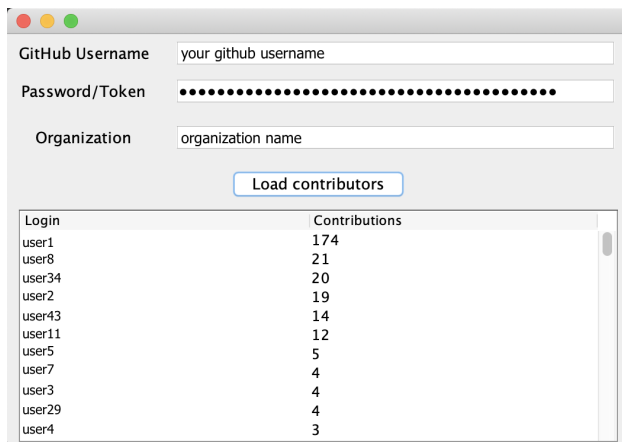 GitHub Username your github username
Password/Token ••••••••••••••••••••••••••••••••••••••••
Organization organization name
Load contributors
Login Contributions
user1 174
user8 21
user34 20
user2 19
user43 14
user11 12
user5 5
user7 4
user3 4
user29 4
user4 3